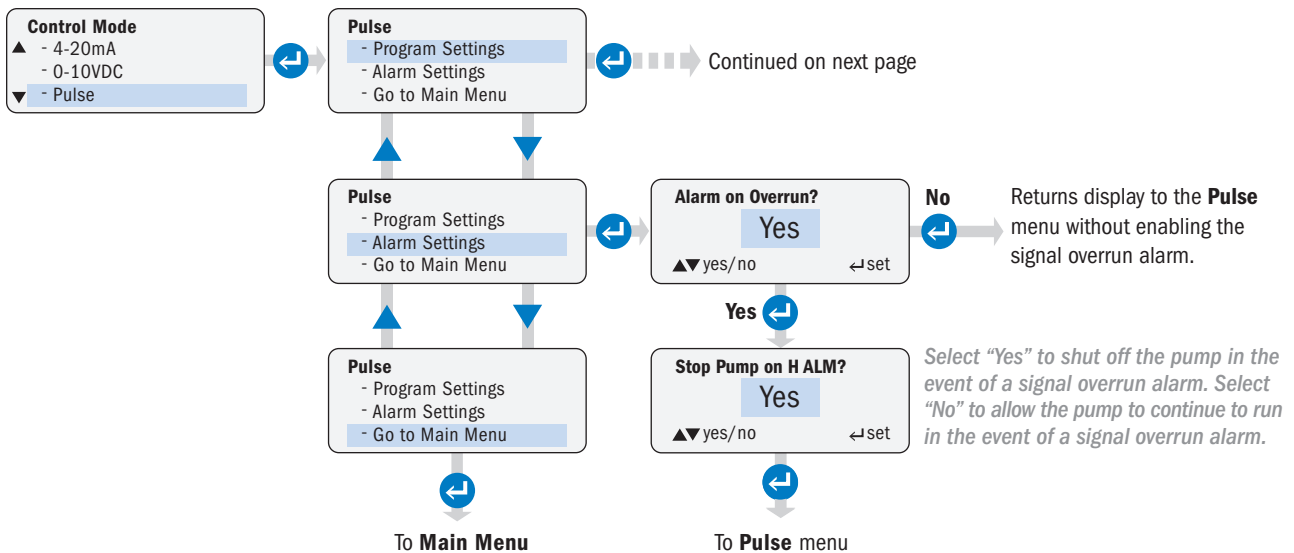 Control Mode
▲ - 4-20mA
- 0-10VDC
▼ - Pulse
Pulse
- Program Settings
- Alarm Settings
- Go to Main Menu
Continued on next page
Pulse
- Program Settings
- Alarm Settings
- Go to Main Menu
Alarm on Overrun?
Yes
▲▼ yes/no ↵ set
No
Returns display to the Pulse
menu without enabling the
signal overrun alarm.
Yes
Pulse
- Program Settings
- Alarm Settings
- Go to Main Menu
Stop Pump on H ALM?
Yes
▲▼ yes/no ↵ set
Select “Yes” to shut off the pump in the
event of a signal overrun alarm. Select
“No” to allow the pump to continue to run
in the event of a signal overrun alarm.
To Main Menu
To Pulse menu